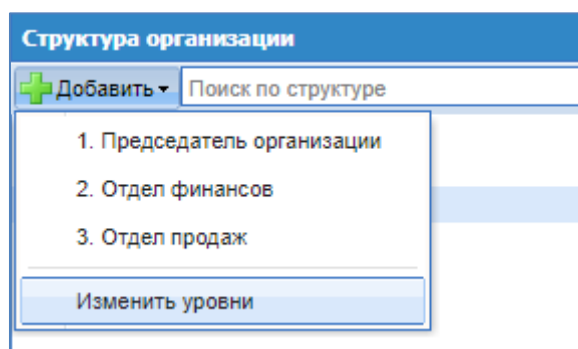 Структура организации
Добавить Поиск по структуре
1. Председатель организации
2. Отдел финансов
3. Отдел продаж
Изменить уровни